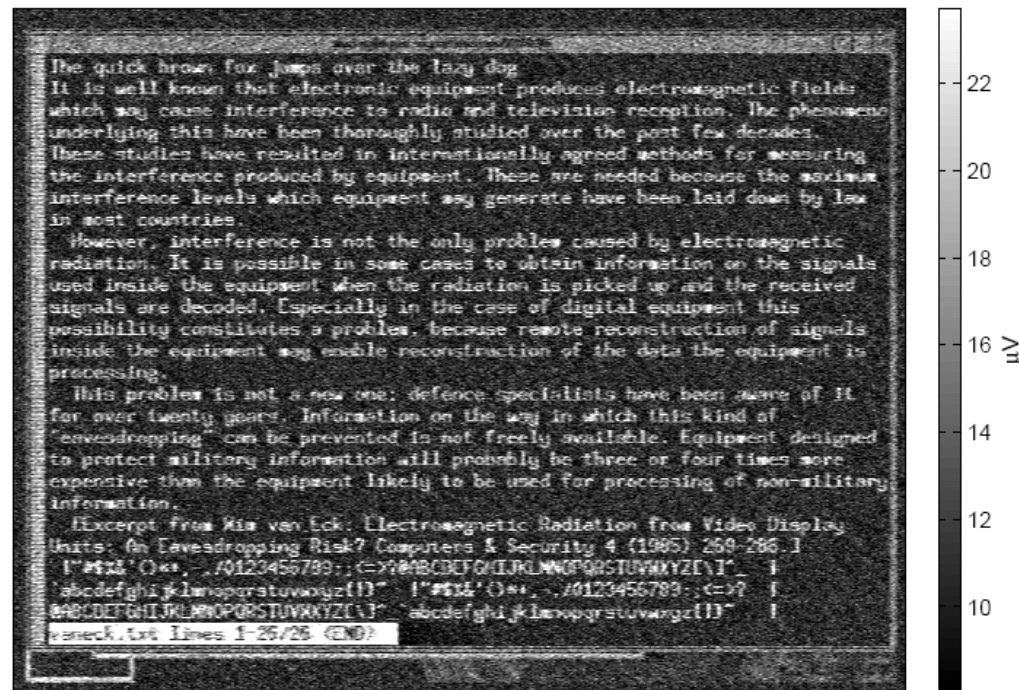 The quick brown fox jumps over the lazy dog
It is well known that electronic equipment produces electromagnetic fields
which may cause interference to radio and television reception. The phenomena
underlying this have been thoroughly studied over the past few decades.
These studies have resulted in internationally agreed methods for measuring
the interference produced by equipment. These are needed because the maximum
interference levels which equipment may generate have been laid down by law
in most countries.
However, interference is not the only problem caused by electromagnetic
radiation. It is possible in some cases to obtain information on the signals
used inside the equipment when the radiation is picked up and the received
signals are decoded. Especially in the case of digital equipment this
possibility constitutes a problem, because remote reconstruction of signals
inside the equipment may enable reconstruction of the data the equipment is
processing.
This problem is not a new one; defence specialists have been aware of it
for over twenty years. Information on the way in which this kind of
"eavesdropping" can be prevented is not freely available. Equipment designed
to protect military information will probably be three or four times more
expensive than the equipment likely to be used for processing of non-military
information.
[Excerpt from Wim van Eck: Electromagnetic Radiation from Video Display
Units: An Eavesdropping Risk? Computers & Security 4 (1985) 269-286.]
!"#$%&'()*+,-./0123456789:;<=>?@ABCDEFGHIJKLMNOPQRSTUVWXYZ[\]^_ |
`abcdefghijklmnopqrstuvwxyz{|}~ !"#$%&'()*+,-./0123456789:;<=>? |
@ABCDEFGHIJKLMNOPQRSTUVWXYZ[\]^_`abcdefghijklmnopqrstuvwxyz{|}~ |
vaneck.txt lines 1-26/26 (END)
22
20
18
16
µV
14
12
10